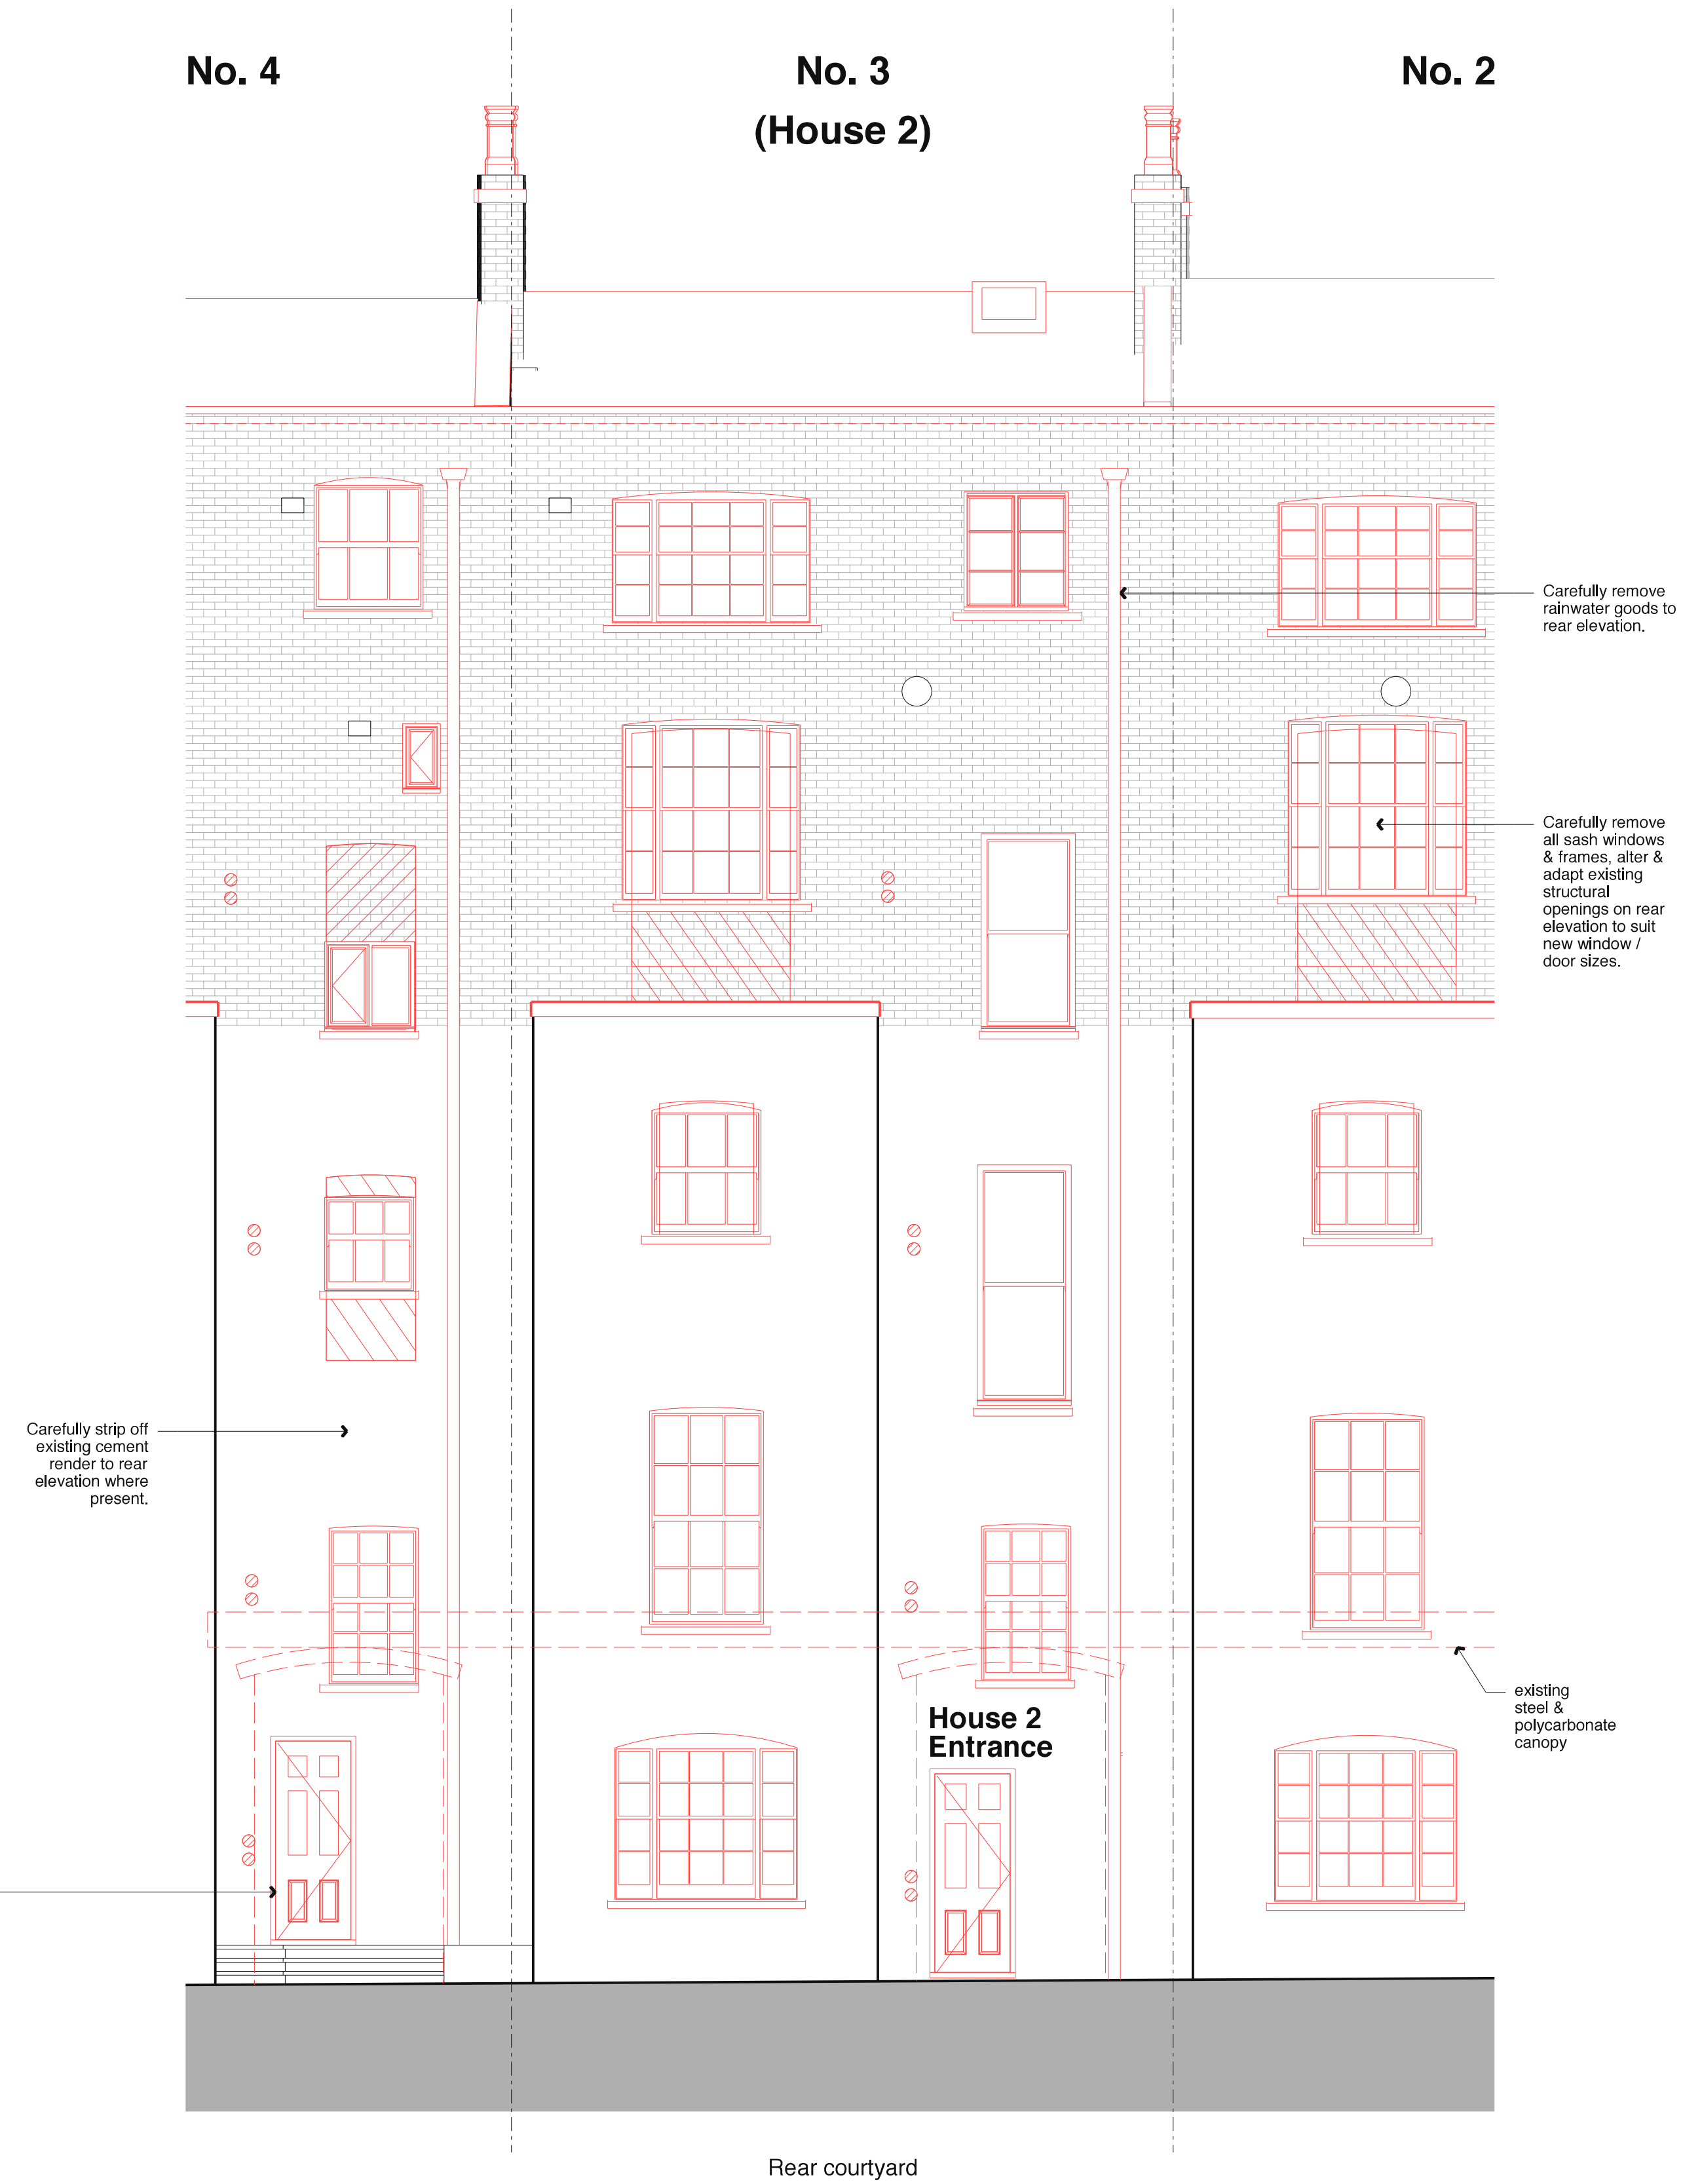 No. 4
No. 3
(House 2)
No. 2
Carefully remove
rainwater goods to
rear elevation.
Carefully remove
all sash windows
& frames, alter &
adapt existing
structural
openings on rear
elevation to suit
new window /
door sizes.
Carefully strip off
existing cement
render to rear
elevation where
present.
existing
steel &
polycarbonate
canopy
House 2
Entrance
Rear courtyard